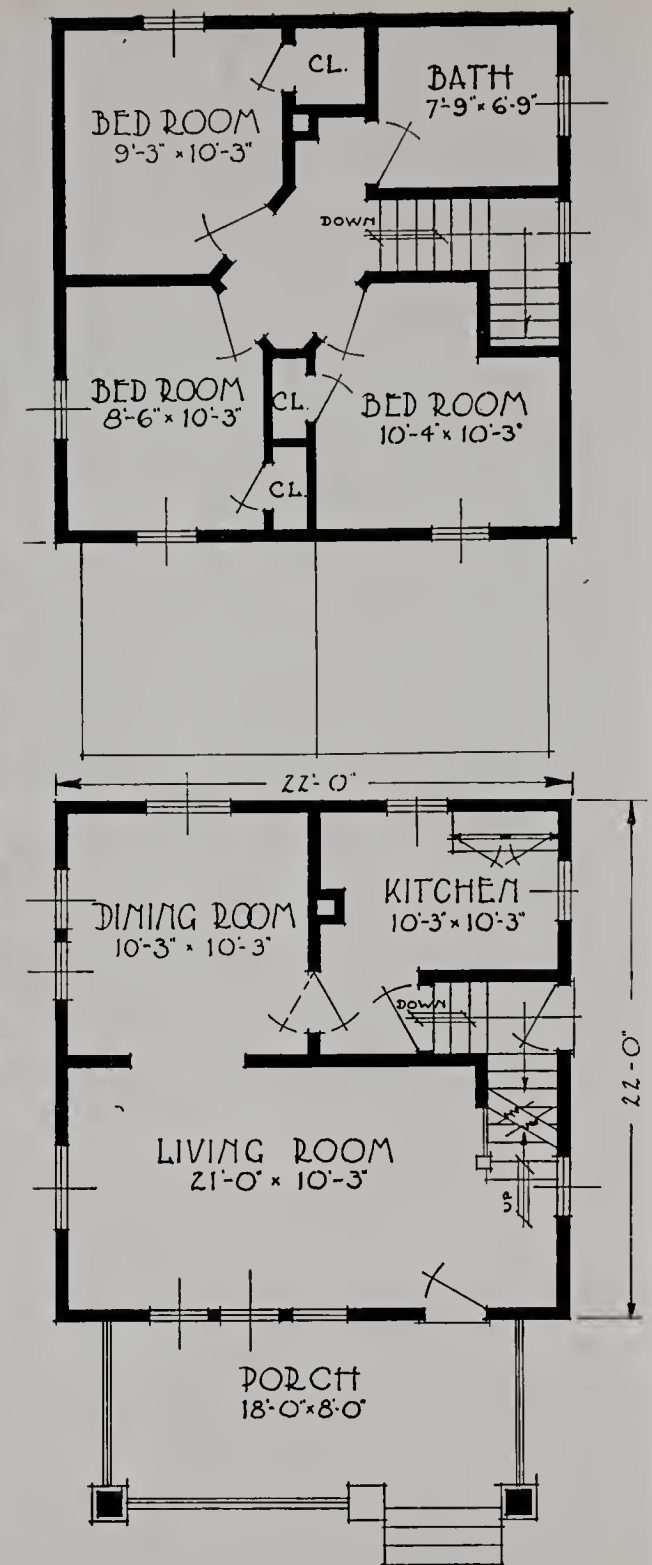 CL.
BATH
7'-9" × 6'-9"
BED ROOM
9'-3" × 10'-3"
DOWN
BED ROOM
8'-6" × 10'-3"
CL.
BED ROOM
10'-4" × 10'-3"
CL.
22'-0"
DINING ROOM
10'-3" × 10'-3"
KITCHEN
10'-3" × 10'-3"
DOWN
22'-0"
LIVING ROOM
21'-0" × 10'-3"
UP
PORCH
18'-0" × 8'-0"